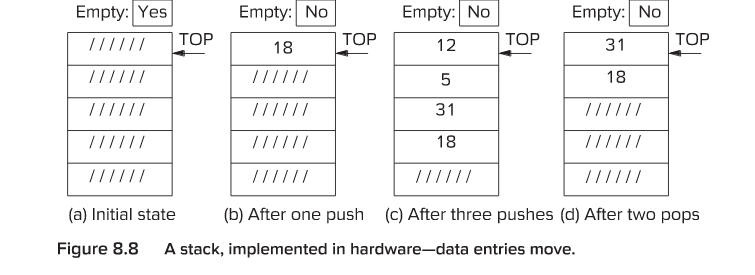 Empty: Yes Empty: No Empty: No Empty: No
////// TOP 18 TOP 12 TOP 31 TOP
////// ////// 5 18
////// ////// 31 //////
////// ////// 18 //////
////// ////// ////// //////
(a) Initial state (b) After one push (c) After three pushes (d) After two pops
Figure 8.8 A stack, implemented in hardware—data entries move.